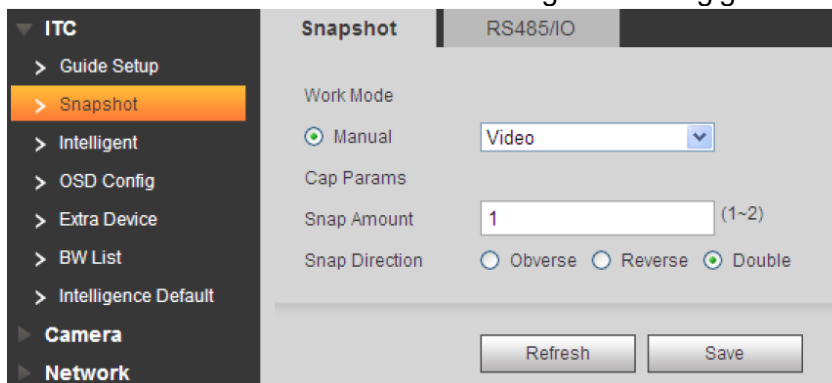 ITC
Guide Setup
Snapshot
Intelligent
OSD Config
Extra Device
BW List
Intelligence Default
Camera
Network
Snapshot RS485/IO
Work Mode
Manual Video
Cap Params
Snap Amount 1 (1~2)
Snap Direction Obverse Reverse Double
Refresh Save